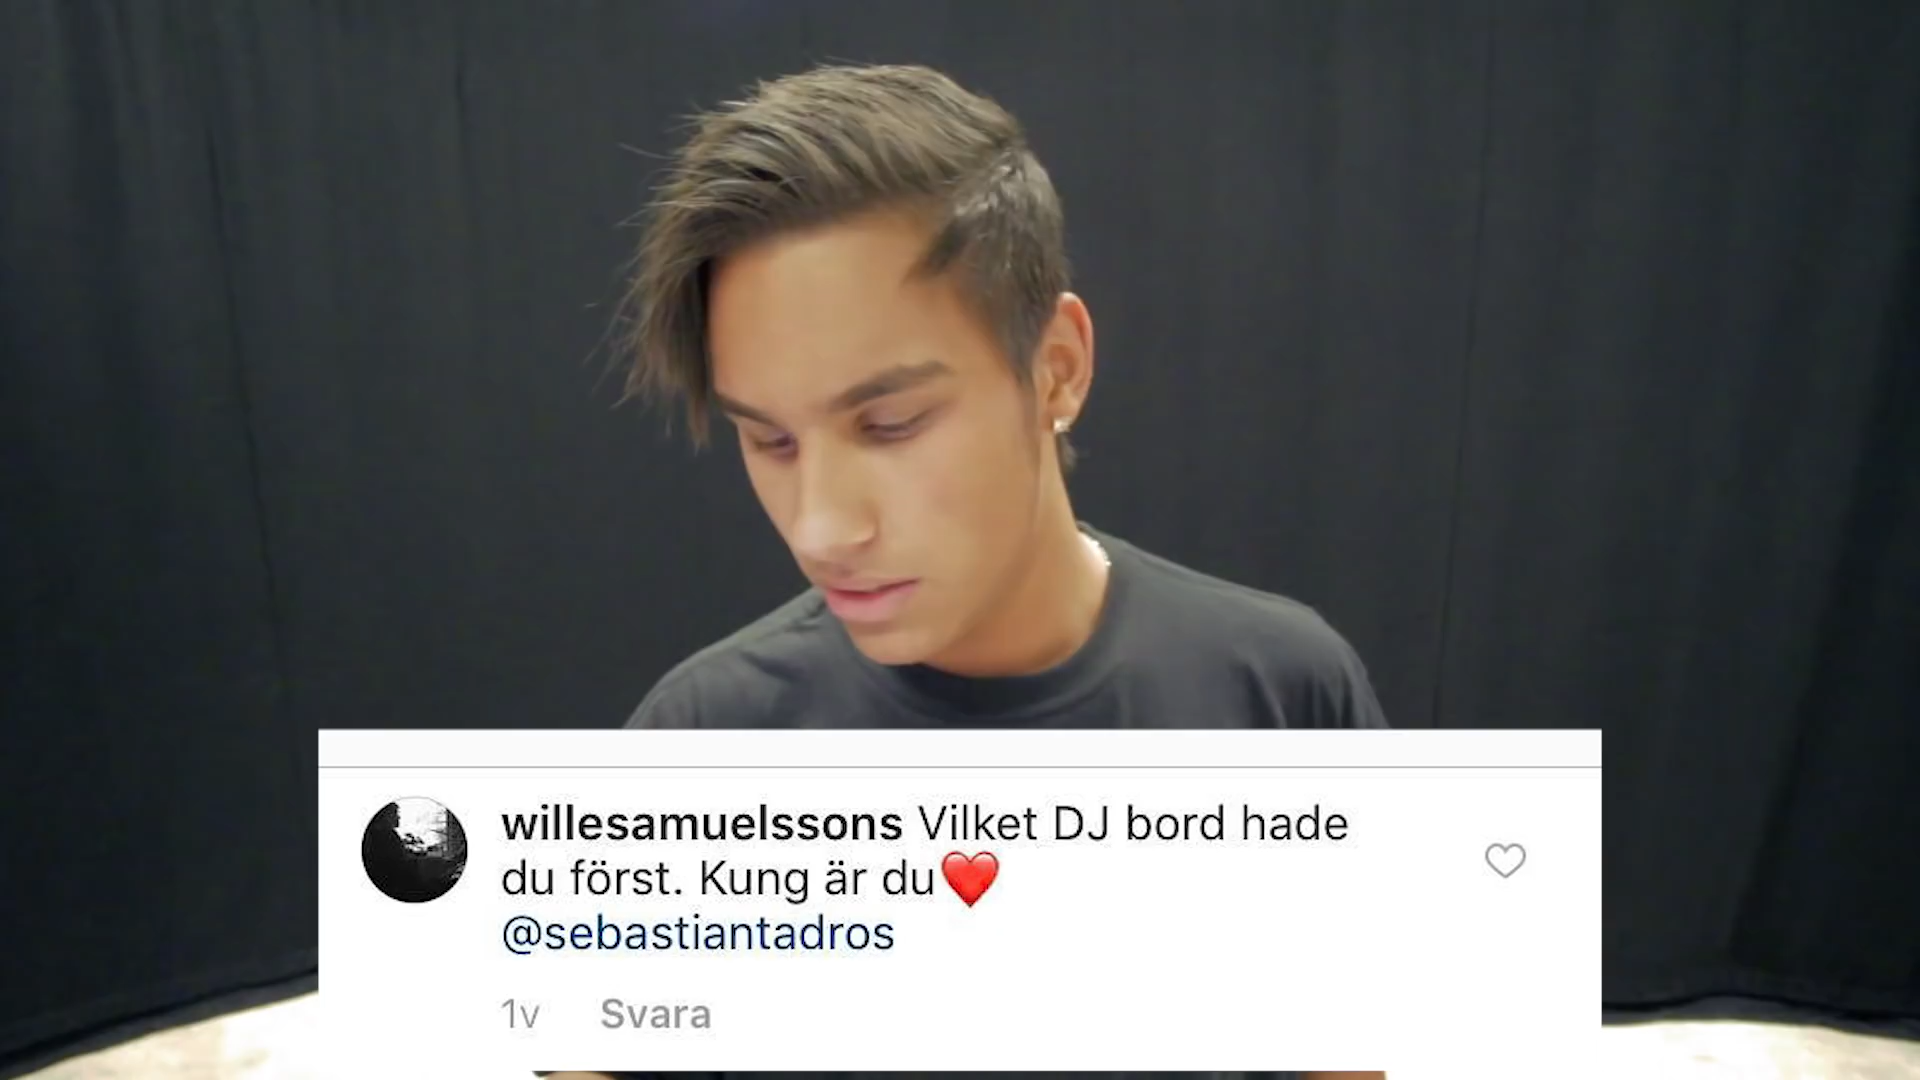 willesamuelssons Vilket DJ bord hade
du först. Kung är du❤️
@sebastiantadros
1v Svara